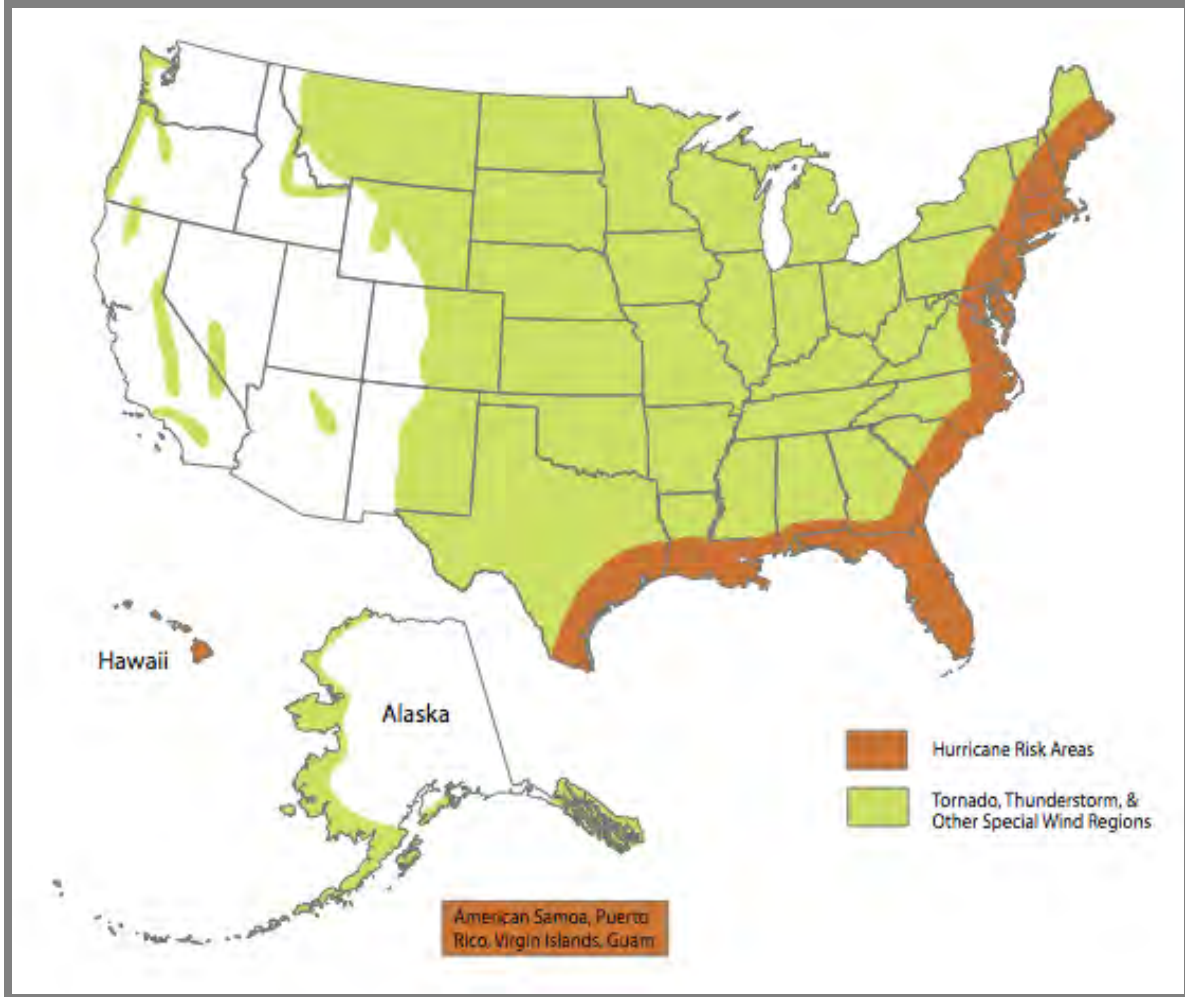 Hawaii
Alaska
Hurricane Risk Areas
Tornado, Thunderstorm, &
Other Special Wind Regions
American Samoa, Puerto
Rico, Virgin Islands, Guam